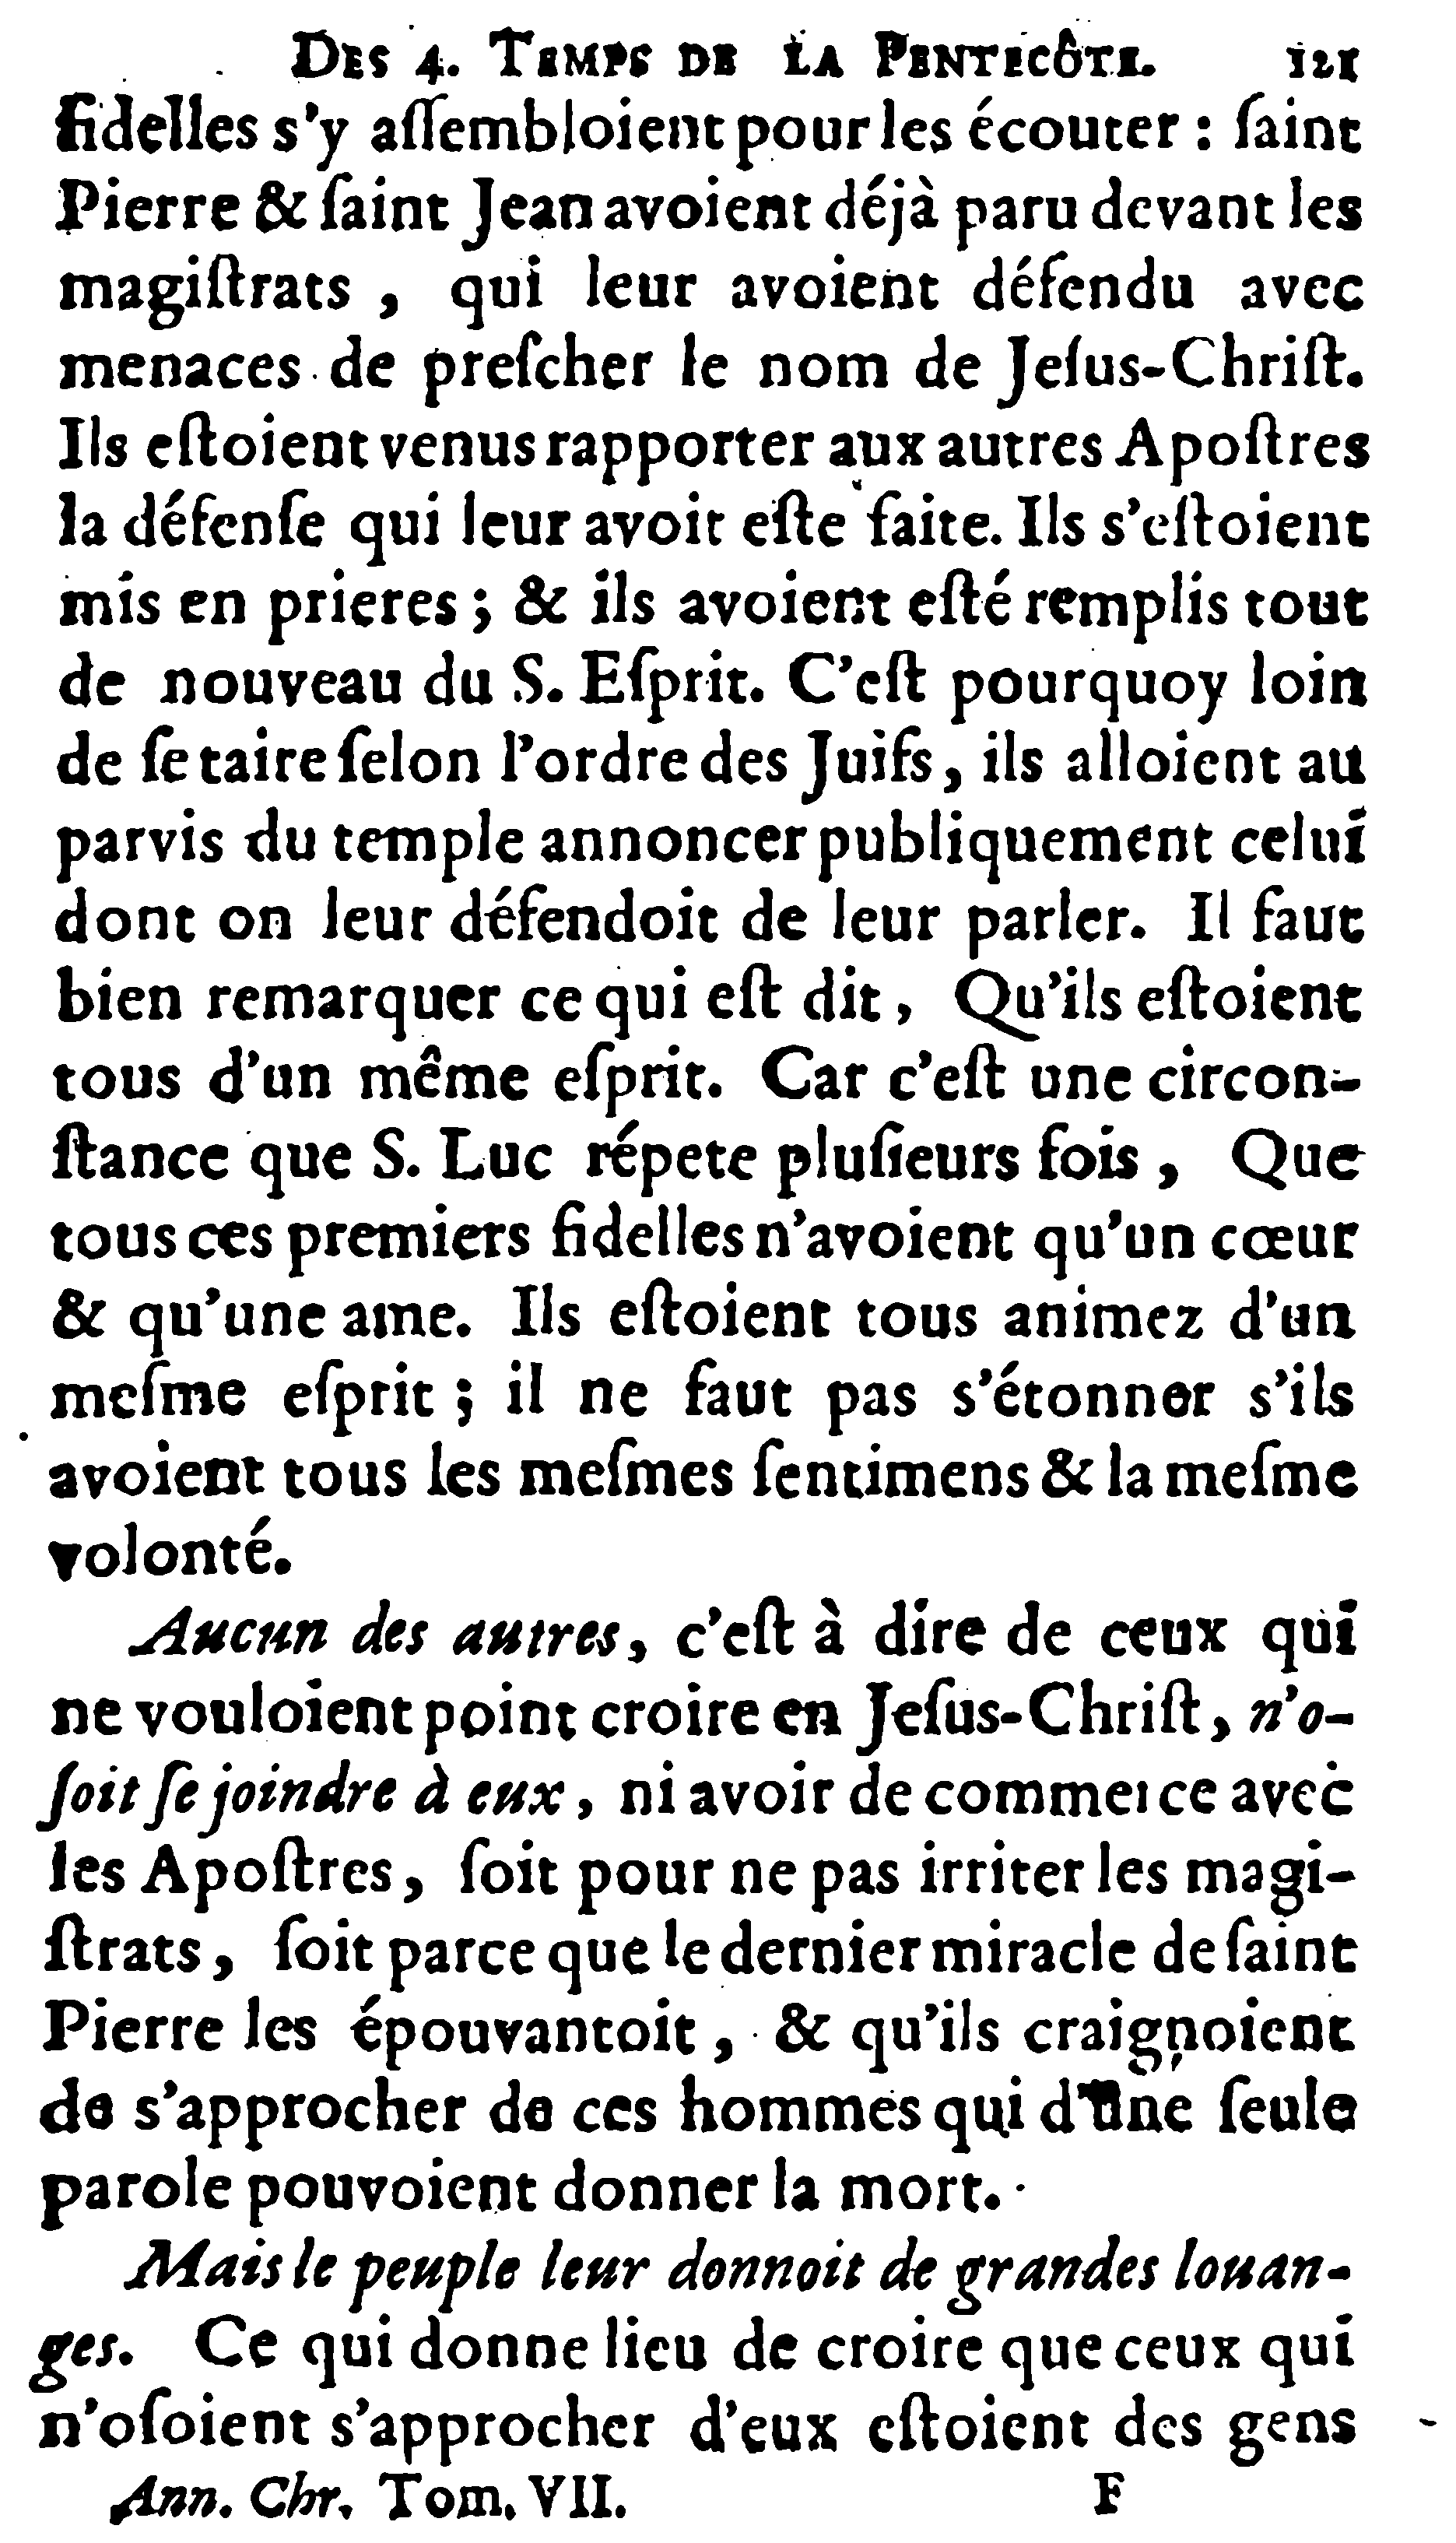 DES 4. TEMPS DE LA PENTECÔTE. 121
fidelles s'y aſſembloient pour les écouter : ſaint
Pierre & ſaint Jean avoient déjà paru devant les
magiſtrats , qui leur avoient défendu avec
menaces de preſcher le nom de Jeſus-Chriſt.
Ils eſtoient venus rapporter aux autres Apoſtres
la défenſe qui leur avoit eſte faite. Ils s'eſtoient
mis en prieres ; & ils avoient eſté remplis tout
de nouveau du S. Eſprit. C'eſt pourquoy loin
de ſe taire ſelon l'ordre des Juifs, ils alloient au
parvis du temple annoncer publiquement celui
dont on leur défendoit de leur parler. Il faut
bien remarquer ce qui eſt dit , Qu'ils eſtoient
tous d'un même eſprit. Car c'eſt une circon-
ſtance que S. Luc répete pluſieurs fois , Que
tous ces premiers fidelles n'avoient qu'un cœur
& qu'une ame. Ils eſtoient tous animez d'un
meſme eſprit ; il ne faut pas s'étonner s'ils
avoient tous les meſmes ſentimens & la meſme
volonté.
Aucun des autres, c'eſt à dire de ceux qui
ne vouloient point croire en Jeſus-Chriſt, n'o-
ſoit ſe joindre à eux , ni avoir de commerce avec
les Apoſtres, ſoit pour ne pas irriter les magi-
ſtrats, ſoit parce que le dernier miracle de ſaint
Pierre les épouvantoit , & qu'ils craignoient
de s'approcher de ces hommes qui d'une ſeule
parole pouvoient donner la mort.
Mais le peuple leur donnoit de grandes louan-
ges. Ce qui donne lieu de croire que ceux qui
n'oſoient s'approcher d'eux eſtoient des gens
Ann. Chr. Tom. VII. F